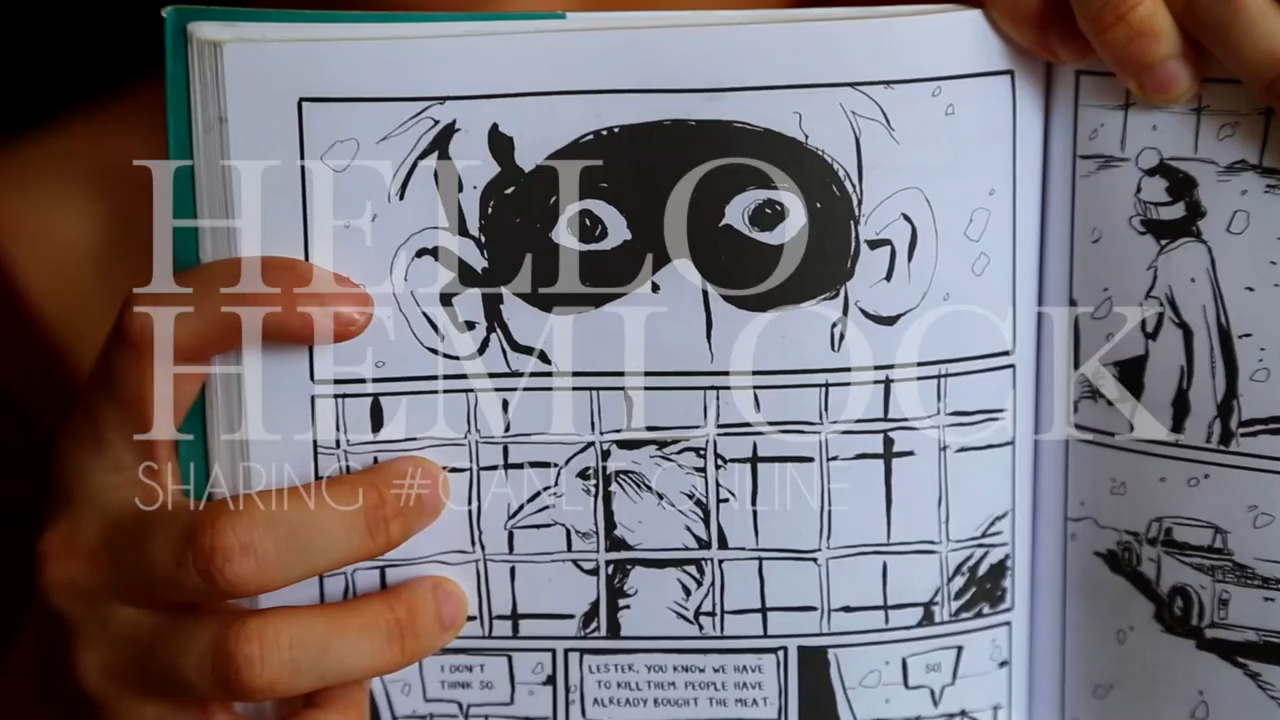 HELLO
HEMLOCK
SHARING #CANLIT ONLINE
I DON'T
THINK SO.
LESTER, YOU KNOW WE HAVE
TO KILL THEM. PEOPLE HAVE
ALREADY BOUGHT THE MEAT.
SO!